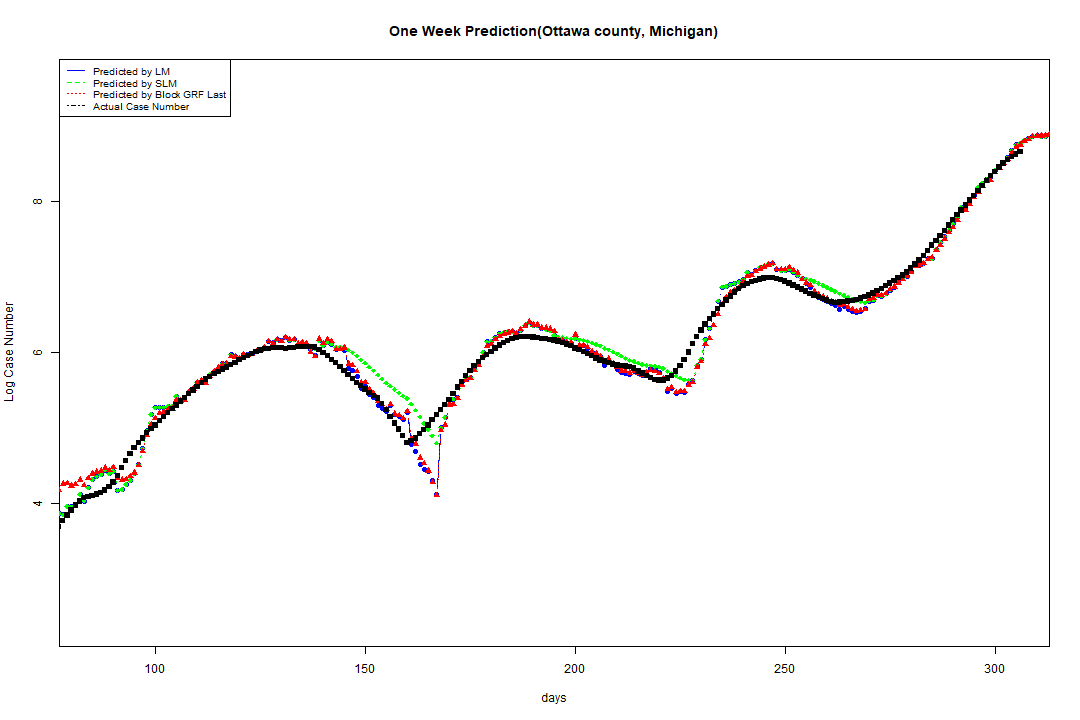 One Week Prediction(Ottawa county, Michigan)
Predicted by LM
Predicted by SLM
Predicted by Block GRF Last
Actual Case Number
8
6
4
Log Case Number
100 150 200 250 300
days